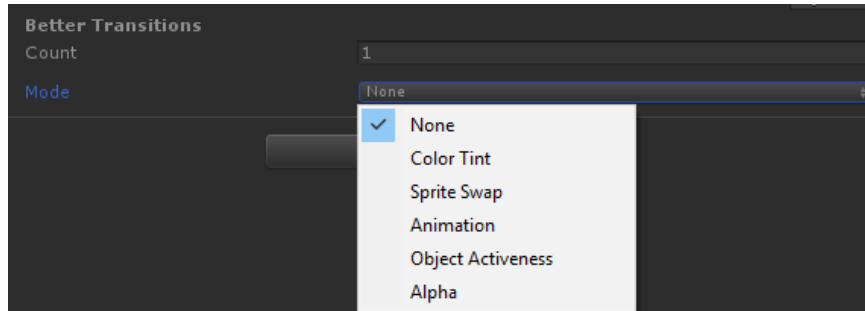 Better Transitions
Count 1
Mode None
None
Color Tint
Sprite Swap
Animation
Object Activeness
Alpha